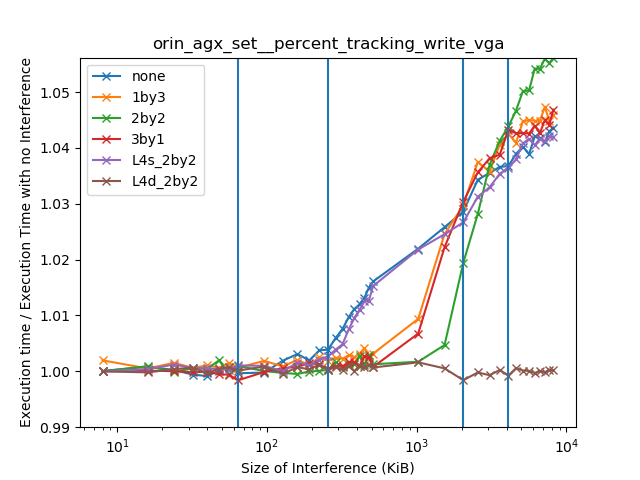 orin_agx_set__percent_tracking_write_vga
Execution time / Execution Time with no Interference
1.05
1.04
1.03
1.02
1.01
1.00
0.99
none
1by3
2by2
3by1
L4s_2by2
L4d_2by2
10¹
10²
10³
10⁴
Size of Interference (KiB)